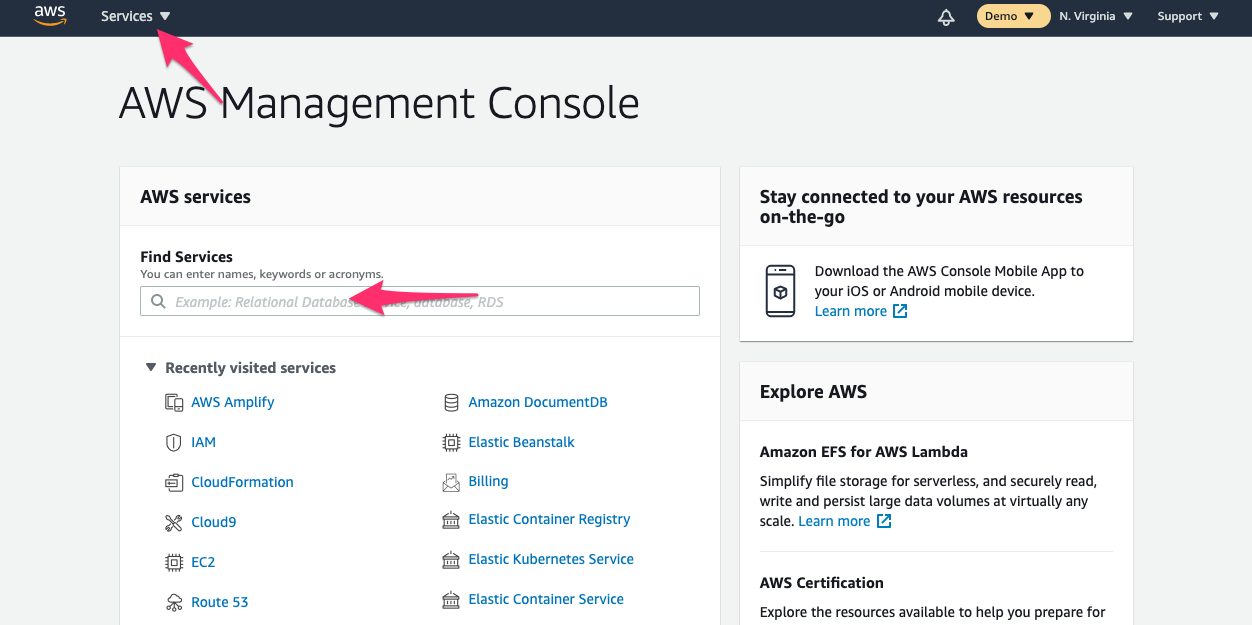 aws Services Demo N. Virginia Support
AWS Management Console
AWS services
Find Services
You can enter names, keywords or acronyms.
Example: Relational Database database, RDS
Recently visited services
AWS Amplify
IAM
CloudFormation
Cloud9
EC2
Route 53
Amazon DocumentDB
Elastic Beanstalk
Billing
Elastic Container Registry
Elastic Kubernetes Service
Elastic Container Service
Stay connected to your AWS resources
on-the-go
Download the AWS Console Mobile App to
your iOS or Android mobile device.
Learn more
Explore AWS
Amazon EFS for AWS Lambda
Simplify file storage for serverless, and securely read,
write and persist large data volumes at virtually any
scale. Learn more
AWS Certification
Explore the resources available to help you prepare for